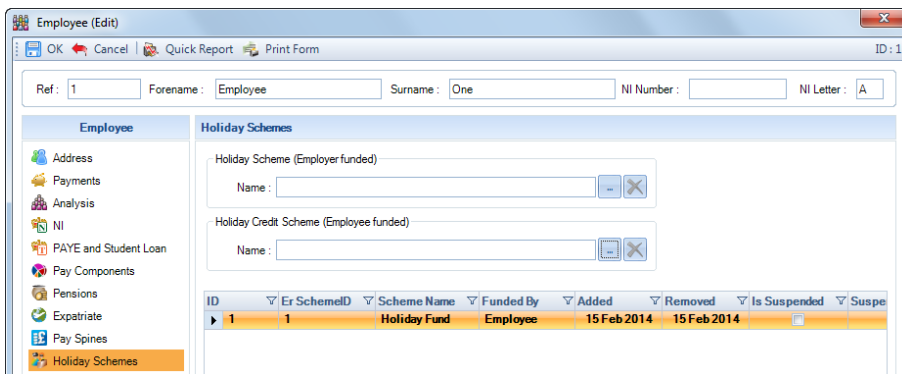 Employee (Edit)
OK Cancel Quick Report Print Form ID : 1
Ref : 1 Forename : Employee Surname : One NI Number : NI Letter : A
Employee
Address
Payments
Analysis
NI
PAYE and Student Loan
Pay Components
Pensions
Expatriate
Pay Spines
Holiday Schemes
Holiday Schemes
Holiday Scheme (Employer funded)
Name : ...
Holiday Credit Scheme (Employee funded)
Name : ...
ID Er SchemeID Scheme Name Funded By Added Removed Is Suspended Suspe
1 1 Holiday Fund Employee 15 Feb 2014 15 Feb 2014